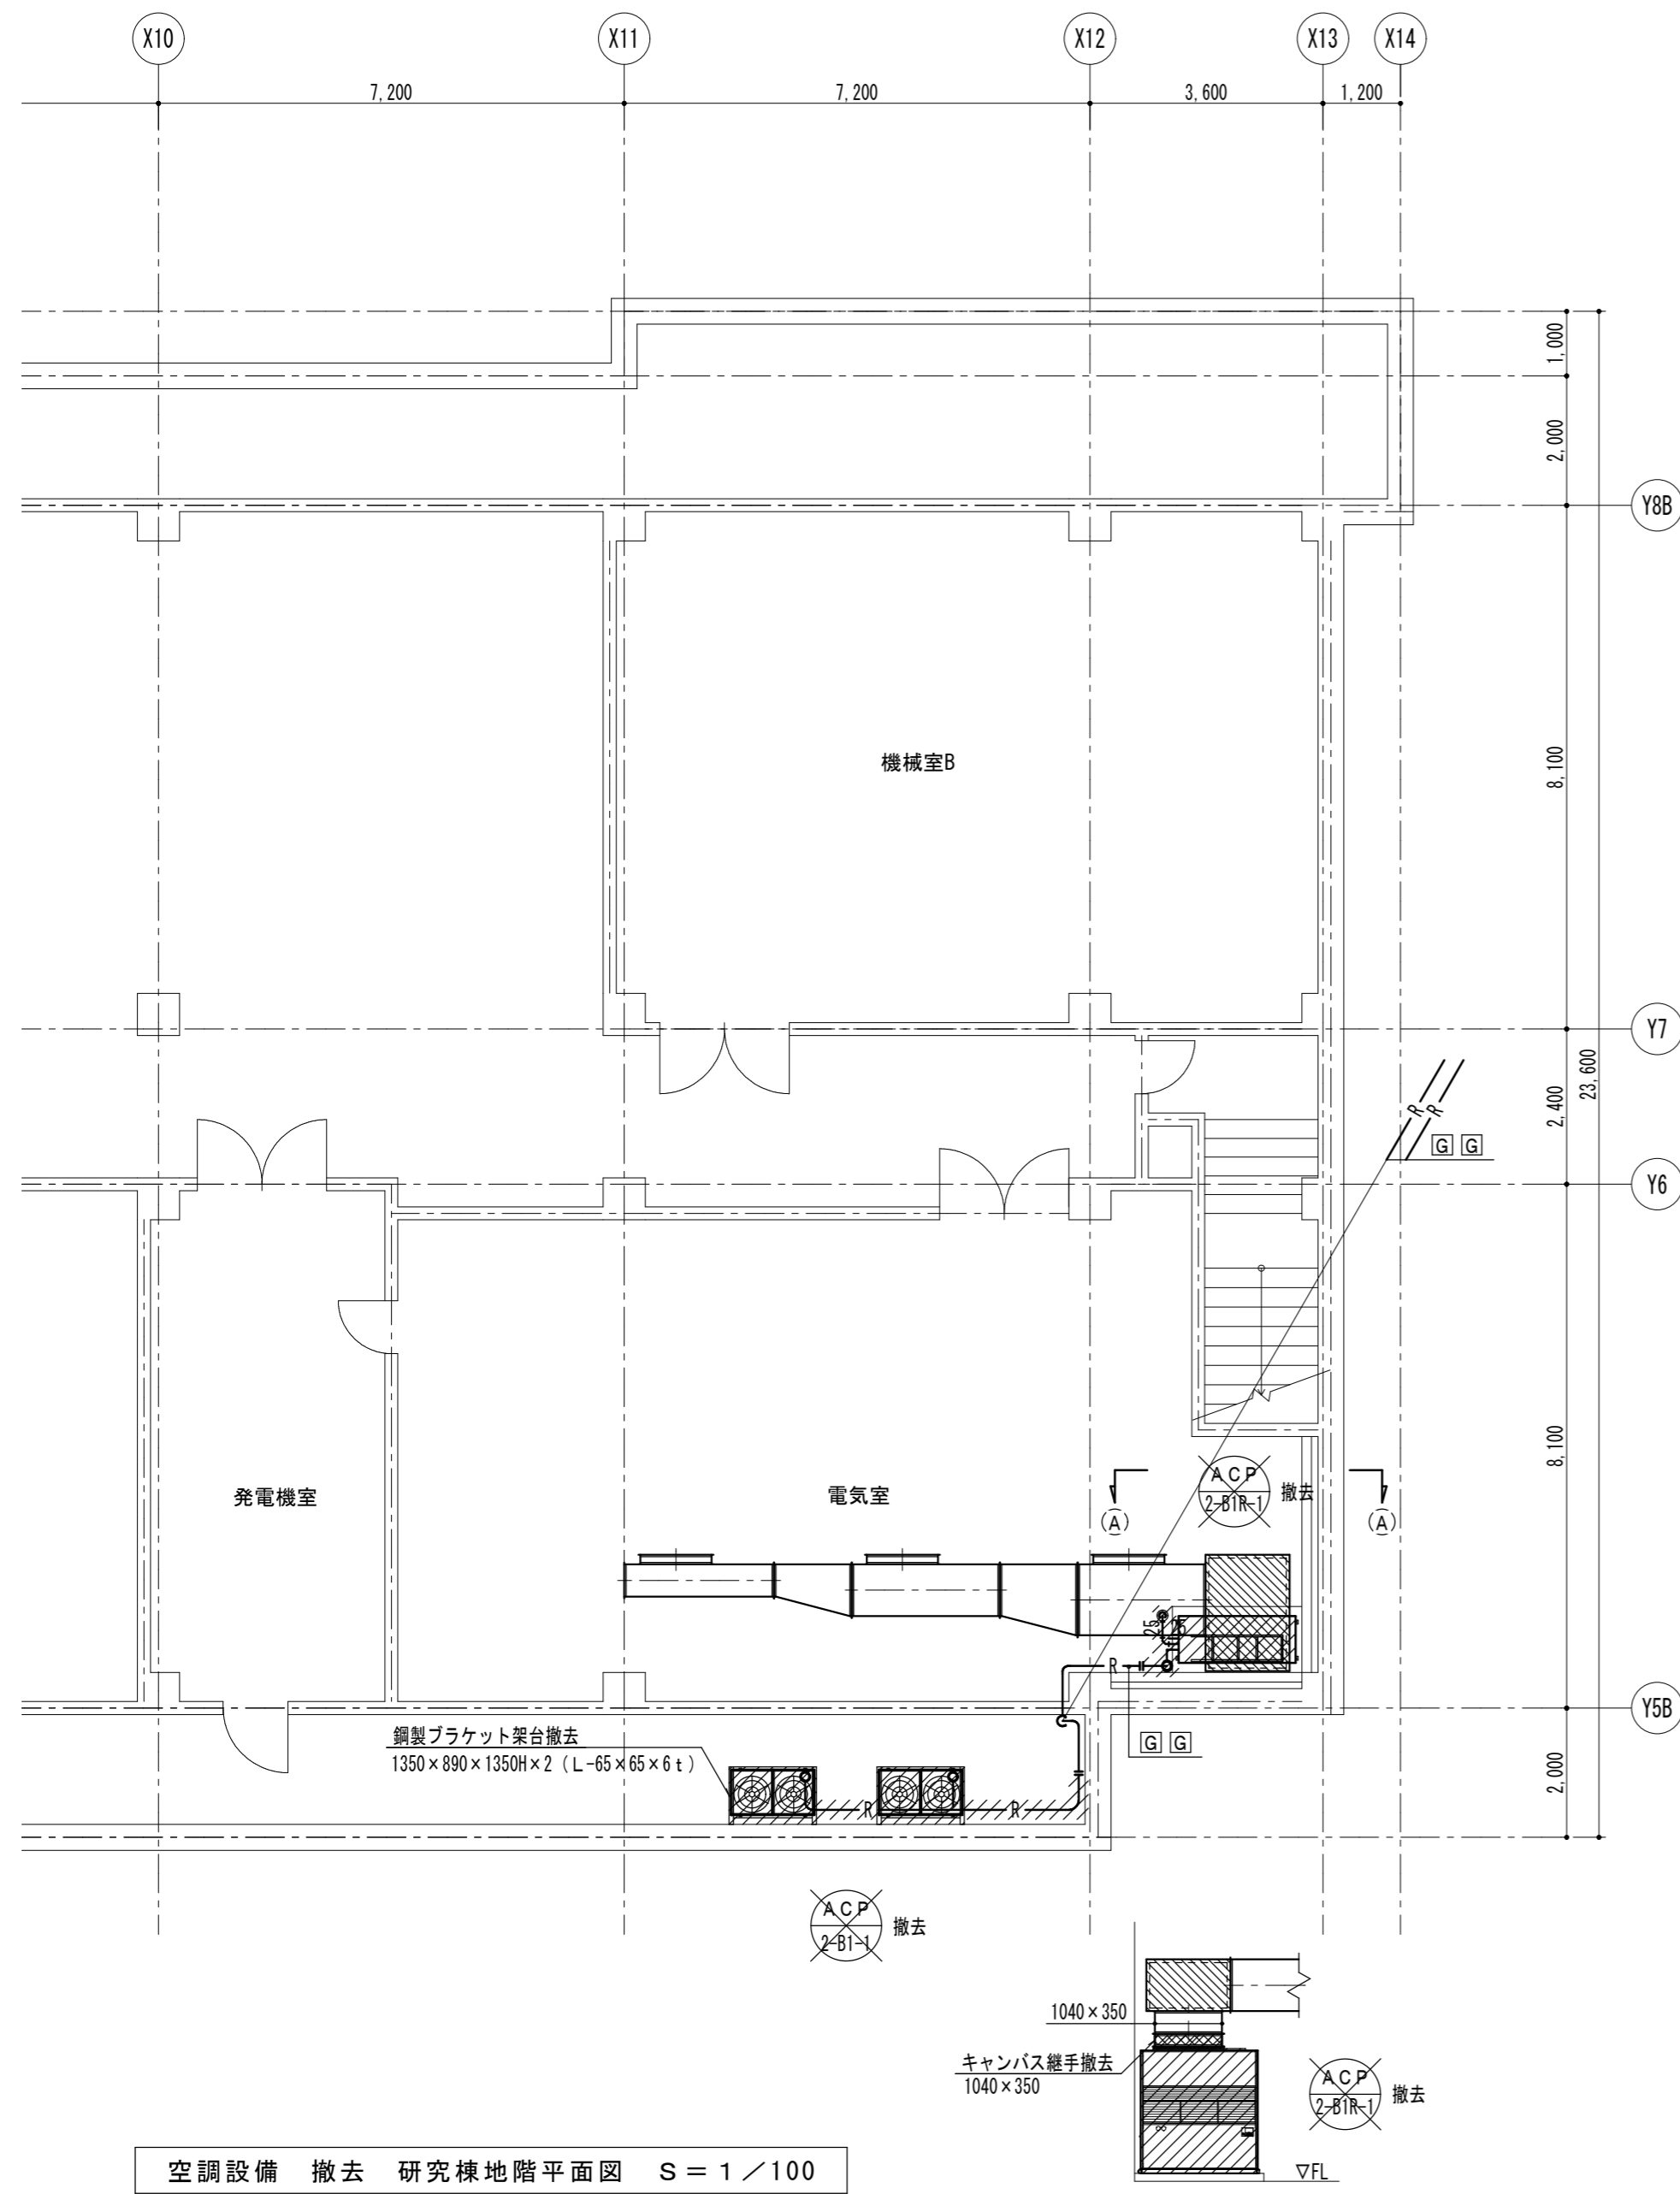 X10
X11
X12
X13
X14
7,200
7,200
3,600
1,200
1,000
2,000
Y8B
機械室B
8,100
Y7
23,600
2,400
R
R
G G
Y6
8,100
発電機室
電気室
ACP
2-B1R-1
撤去
(A)
(A)
25
25
R
Y5B
鋼製ブラケット架台撤去
1350×890×1350H×2（L-65×65×6t）
G G
2,000
R
R
ACP
2-B1-1
撤去
1040×350
キャンバス継手撤去
1040×350
ACP
2-B1R-1
撤去
▽FL
空調設備　撤去　研究棟地階平面図　S＝1／100